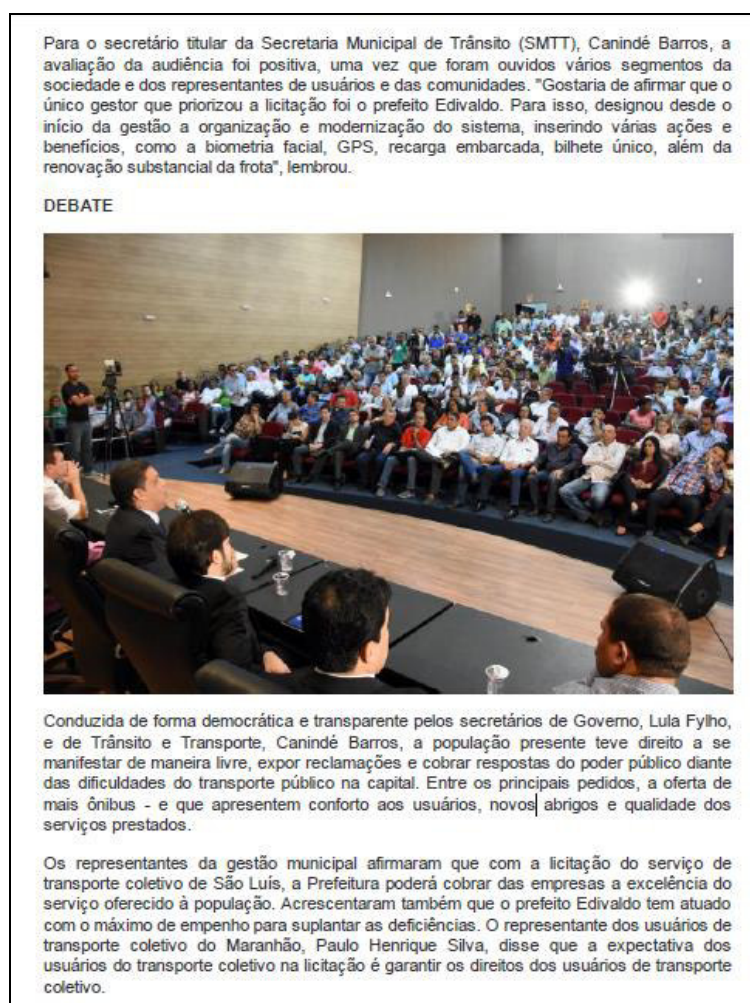 Para o secretário titular da Secretaria Municipal de Trânsito (SMTT), Canindé Barros, a
avaliação da audiência foi positiva, uma vez que foram ouvidos vários segmentos da
sociedade e dos representantes de usuários e das comunidades. "Gostaria de afirmar que o
único gestor que priorizou a licitação foi o prefeito Edivaldo. Para isso, designou desde o
início da gestão a organização e modernização do sistema, inserindo várias ações e
benefícios, como a biometria facial, GPS, recarga embarcada, bilhete único, além da
renovação substancial da frota", lembrou.
DEBATE
Conduzida de forma democrática e transparente pelos secretários de Governo, Lula Fylho,
e de Trânsito e Transporte, Canindé Barros, a população presente teve direito a se
manifestar de maneira livre, expor reclamações e cobrar respostas do poder público diante
das dificuldades do transporte público na capital. Entre os principais pedidos, a oferta de
mais ônibus - e que apresentem conforto aos usuários, novos abrigos e qualidade dos
serviços prestados.
Os representantes da gestão municipal afirmaram que com a licitação do serviço de
transporte coletivo de São Luís, a Prefeitura poderá cobrar das empresas a excelência do
serviço oferecido à população. Acrescentaram também que o prefeito Edivaldo tem atuado
com o máximo de empenho para suplantar as deficiências. O representante dos usuários de
transporte coletivo do Maranhão, Paulo Henrique Silva, disse que a expectativa dos
usuários do transporte coletivo na licitação é garantir os direitos dos usuários de transporte
coletivo.